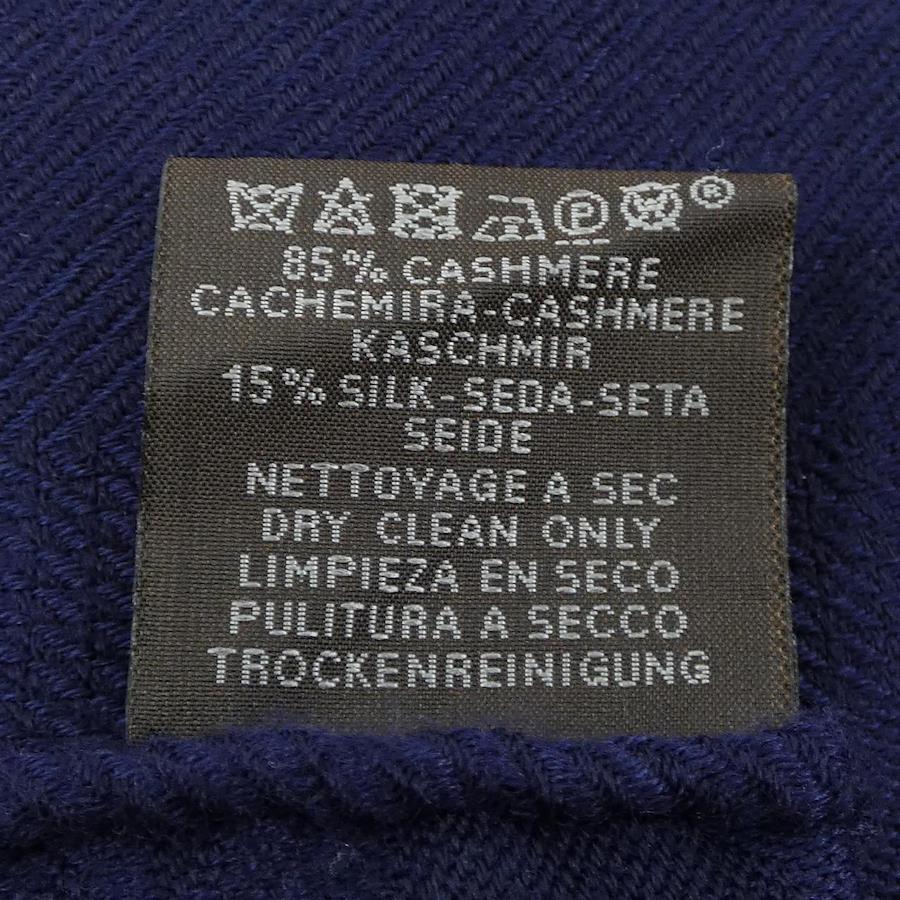 P W ®
85% CASHMERE
CACHEMIRA-CASHMERE
KASCHMIR
15% SILK-SEDA-SETA
SEIDE
NETTOYAGE A SEC
DRY CLEAN ONLY
LIMPIEZA EN SECO
PULITURA A SECCO
TROCKENREINIGUNG